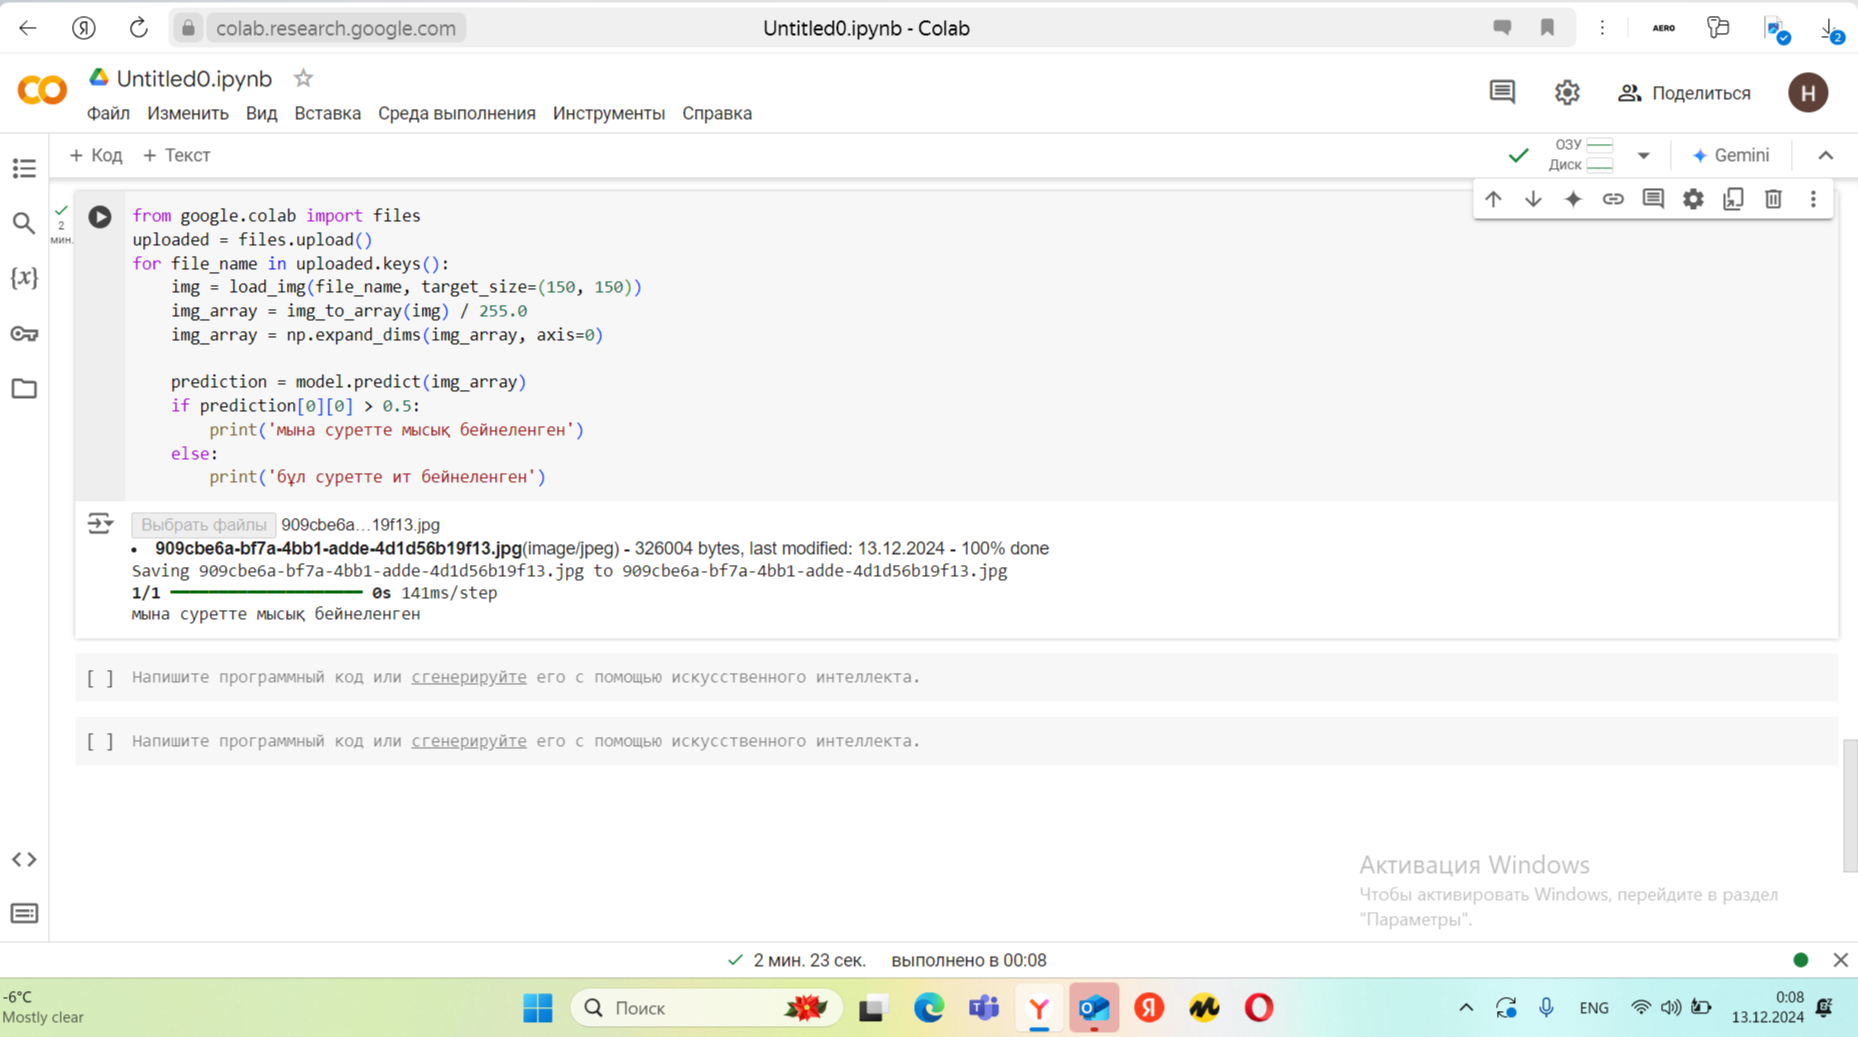 colab.research.google.com
Untitled0.ipynb - Colab
AERO
2
Untitled0.ipynb
Файл Изменить Вид Вставка Среда выполнения Инструменты Справка
Поделиться
Н
+ Код + Текст
ОЗУ
Диск
Gemini
2
мин.
from google.colab import files
uploaded = files.upload()
for file_name in uploaded.keys():
    img = load_img(file_name, target_size=(150, 150))
    img_array = img_to_array(img) / 255.0
    img_array = np.expand_dims(img_array, axis=0)
    prediction = model.predict(img_array)
    if prediction[0][0] > 0.5:
        print('мына суретте мысық бейнеленген')
    else:
        print('бұл суретте ит бейнеленген')
Выбрать файлы 909cbe6a...19f13.jpg
• 909cbe6a-bf7a-4bb1-adde-4d1d56b19f13.jpg(image/jpeg) - 326004 bytes, last modified: 13.12.2024 - 100% done
Saving 909cbe6a-bf7a-4bb1-adde-4d1d56b19f13.jpg to 909cbe6a-bf7a-4bb1-adde-4d1d56b19f13.jpg
1/1 0s 141ms/step
мына суретте мысық бейнеленген
[ ] Напишите программный код или сгенерируйте его с помощью искусственного интеллекта.
[ ] Напишите программный код или сгенерируйте его с помощью искусственного интеллекта.
Активация Windows
Чтобы активировать Windows, перейдите в раздел
"Параметры".
2 мин. 23 сек. выполнено в 00:08
-6°C
Mostly clear
Поиск
ENG
0:08
13.12.2024